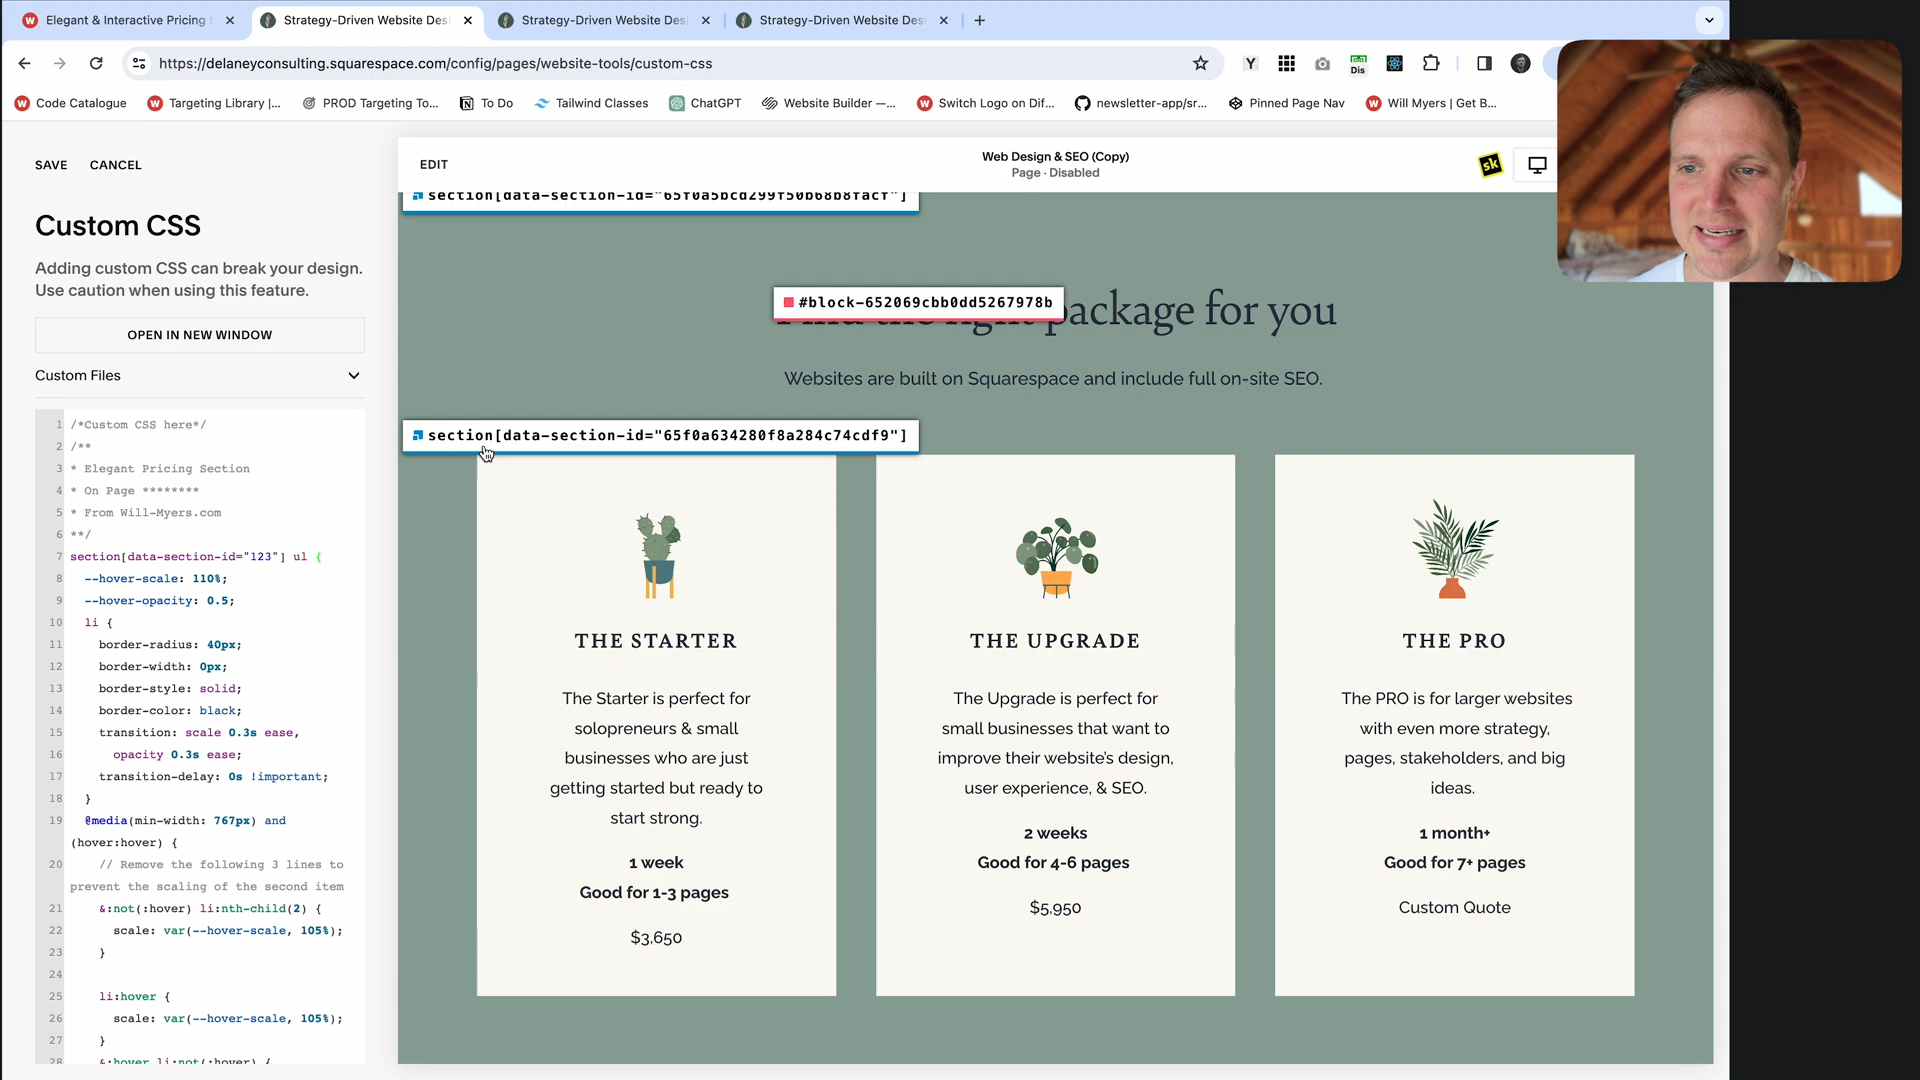 Elegant & Interactive Pricing S
Strategy-Driven Website Des
Strategy-Driven Website Des
Strategy-Driven Website Des
https://delaneyconsulting.squarespace.com/config/pages/website-tools/custom-css
Y
Dis
Code Catalogue
Targeting Library |...
PROD Targeting To...
To Do
Tailwind Classes
ChatGPT
Website Builder —...
Switch Logo on Dif...
newsletter-app/sr...
Pinned Page Nav
Will Myers | Get B...
SAVE
CANCEL
EDIT
Web Design & SEO (Copy)
Page · Disabled
sk
Custom CSS
Adding custom CSS can break your design.
Use caution when using this feature.
OPEN IN NEW WINDOW
Custom Files
1 /*Custom CSS here*/
2 /**
3 * Elegant Pricing Section
4 * On Page ********
5 * From Will-Myers.com
6 **/
7 section[data-section-id="123"] ul {
8 --hover-scale: 110%;
9 --hover-opacity: 0.5;
10 li {
11 border-radius: 40px;
12 border-width: 0px;
13 border-style: solid;
14 border-color: black;
15 transition: scale 0.3s ease,
16 opacity 0.3s ease;
17 transition-delay: 0s !important;
18 }
19 @media(min-width: 767px) and
(hover:hover) {
20 // Remove the following 3 lines to
prevent the scaling of the second item
21 &:not(:hover) li:nth-child(2) {
22 scale: var(--hover-scale, 105%);
23 }
24
25 li:hover {
26 scale: var(--hover-scale, 105%);
27 }
28 &:hover li:not(:hover) {
section[data-section-id="65f0a5bcd299f50b68b8facf"]
#block-652069cbb0dd5267978b
Find the right package for you
Websites are built on Squarespace and include full on-site SEO.
section[data-section-id="65f0a634280f8a284c74cdf9"]
THE STARTER
The Starter is perfect for
solopreneurs & small
businesses who are just
getting started but ready to
start strong.
1 week
Good for 1-3 pages
$3,650
THE UPGRADE
The Upgrade is perfect for
small businesses that want to
improve their website's design,
user experience, & SEO.
2 weeks
Good for 4-6 pages
$5,950
THE PRO
The PRO is for larger websites
with even more strategy,
pages, stakeholders, and big
ideas.
1 month+
Good for 7+ pages
Custom Quote